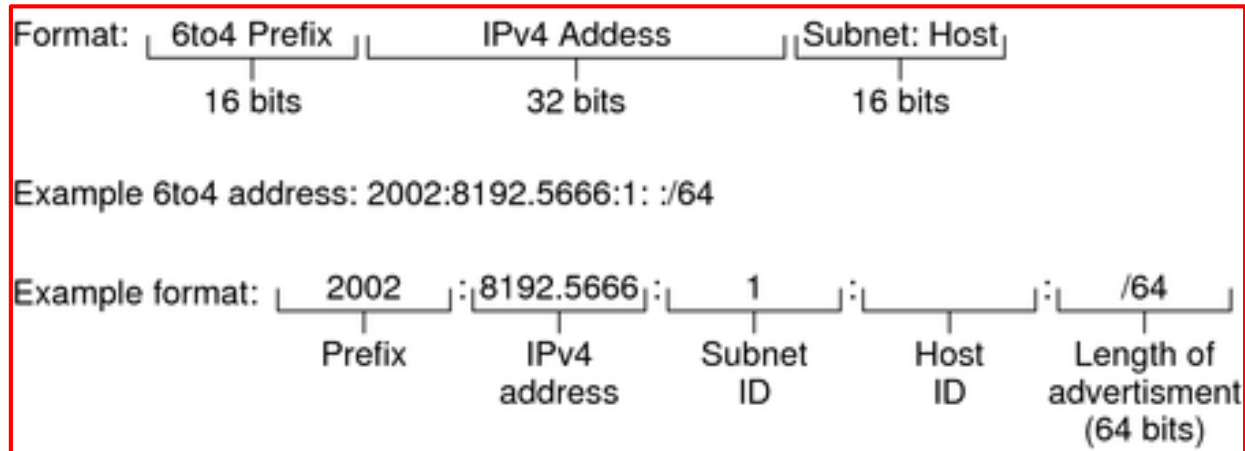 Format: 6to4 Prefix IPv4 Addess Subnet: Host
16 bits 32 bits 16 bits
Example 6to4 address: 2002:8192.5666:1: :/64
Example format: 2002 : 8192.5666 : 1 : : /64
Prefix IPv4 Subnet Host Length of
address ID ID advertisment
(64 bits)